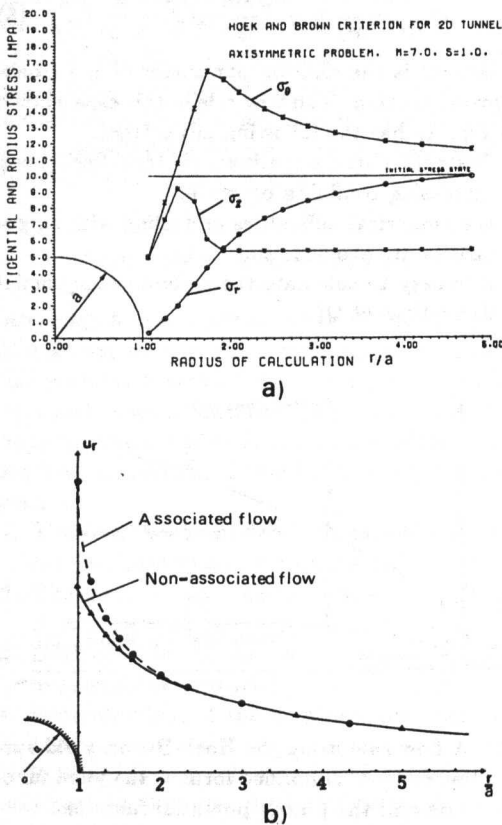 HOEK AND BROWN CRITERION FOR 2D TUNNEL
AXISYMMETRIC PROBLEM. M=7.0. S=1.0.
TIGENTIAL AND RADIUS STRESS (MPA)
20.0
19.0
18.0
17.0
16.0
15.0
14.0
13.0
12.0
11.0
10.0
9.0
8.0
7.0
6.0
5.0
4.0
3.0
2.0
1.0
0.0
σθ
INITIAL STRESS STATE
σz
σr
a
1.00
2.00
3.00
4.00
5.00
RADIUS OF CALCULATION r/a
a)
ur
Associated flow
Non-associated flow
1
2
3
4
5
r/a
b)